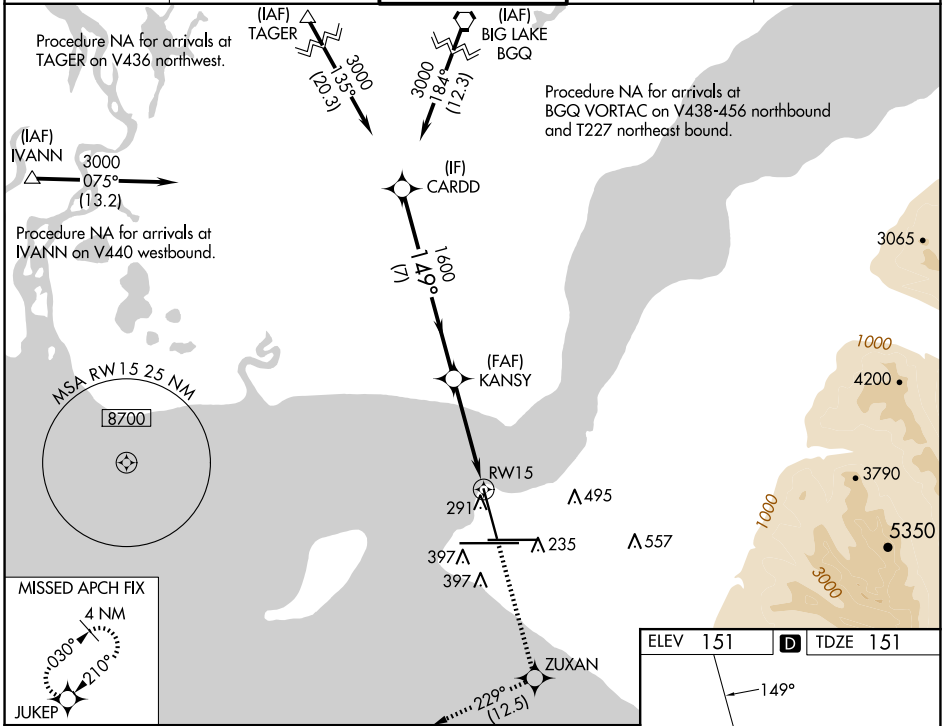 Procedure NA for arrivals at
TAGER on V436 northwest.
(IAF)
TAGER
3000
135°
(20.3)
(IAF)
BIG LAKE
BGQ
3000
184°
(12.3)
Procedure NA for arrivals at
BGQ VORTAC on V438-456 northbound
and T227 northeast bound.
(IAF)
IVANN
3000
075°
(13.2)
Procedure NA for arrivals at
IVANN on V440 westbound.
(IF)
CARDD
1600
149°
(7)
3065
1000
4200
(FAF)
KANSY
MSA RW15 25 NM
8700
RW15
291
495
3790
1000
5350
397
235
557
397
3000
MISSED APCH FIX
4 NM
030°
210°
JUKEP
ZUXAN
229°
(12.5)
ELEV 151 D TDZE 151
149°